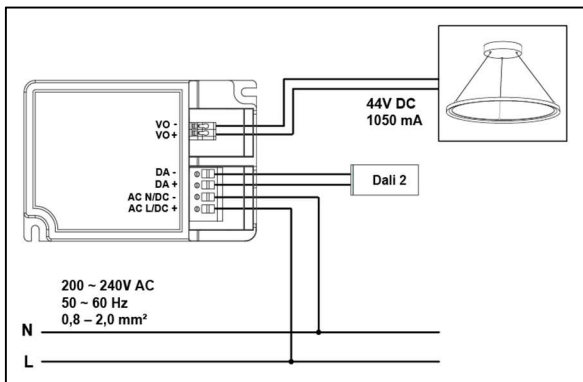 VO -
VO +
44V DC
1050 mA
DA -
DA +
AC N/DC -
AC L/DC +
Dali 2
200 ~ 240V AC
50 ~ 60 Hz
0,8 – 2,0 mm²
N
L